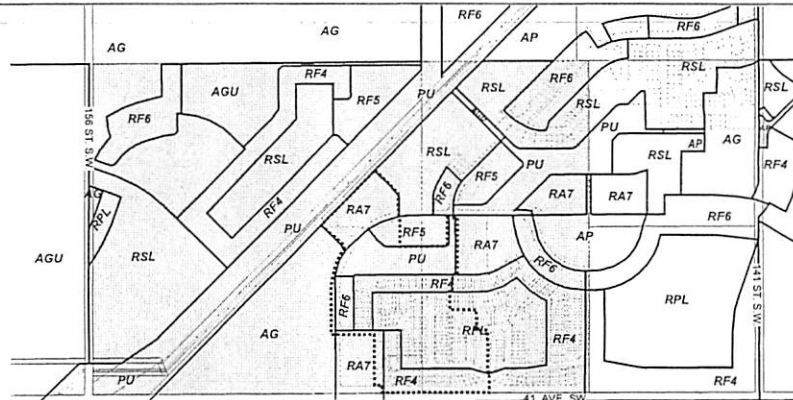 RF6
AG
AG
AP
RF6
RF4
RSL
AGU
PU
RSL
RF6
RSL
RF5
RSL
RF6
156 ST. S.W
PU
AP
AG
RSL
RSL
PU
RSL
RF4
RF5
RF6
RA7
RA7
AG
RPL
RF4
RA7
RF6
PU
RF5
RA7
AP
AGU
RSL
PU
RF6
RF4
RPL
141 ST. S.W.
RF6
AG
RF4
RA7
PU
RF4
RF4
41 AVE. SW